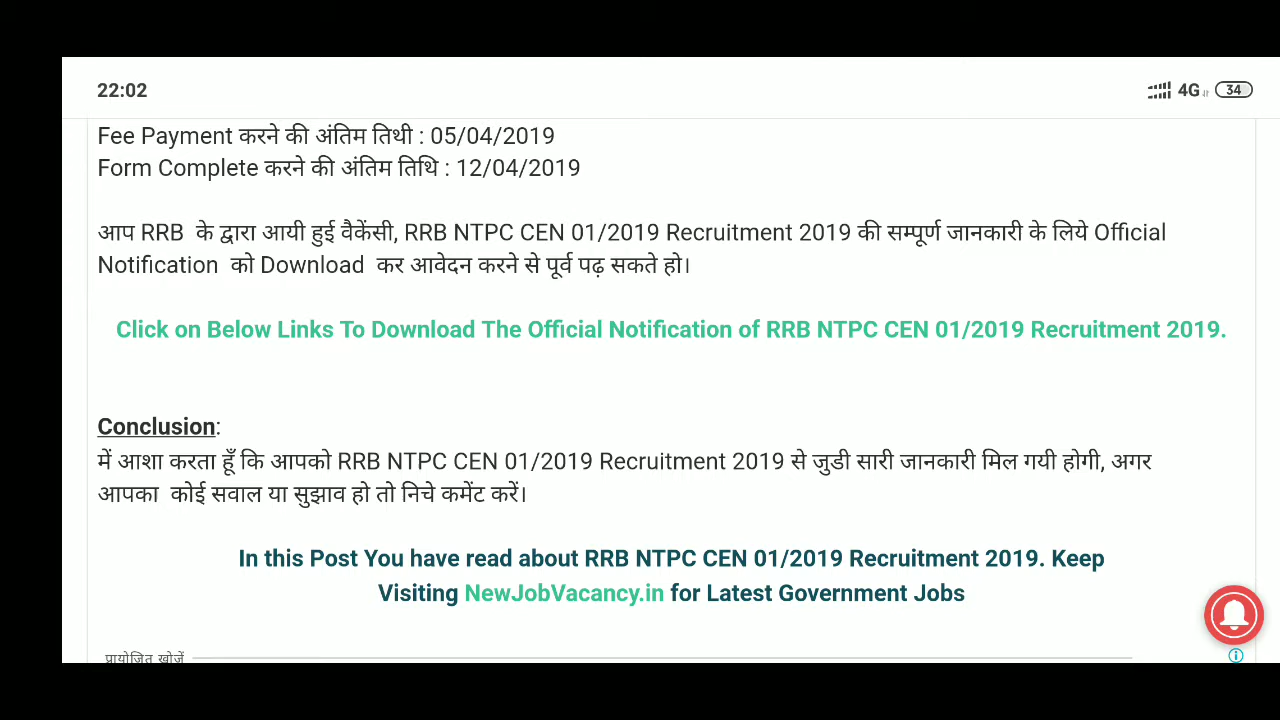 22:02
4G 34
Fee Payment करने की अंतिम तिथी : 05/04/2019
Form Complete करने की अंतिम तिथि : 12/04/2019
आप RRB के द्वारा आयी हुई वैकेंसी, RRB NTPC CEN 01/2019 Recruitment 2019 की सम्पूर्ण जानकारी के लिये Official
Notification को Download कर आवेदन करने से पूर्व पढ़ सकते हो।
Click on Below Links To Download The Official Notification of RRB NTPC CEN 01/2019 Recruitment 2019.
Conclusion:
में आशा करता हूँ कि आपको RRB NTPC CEN 01/2019 Recruitment 2019 से जुडी सारी जानकारी मिल गयी होगी, अगर
आपका कोई सवाल या सुझाव हो तो निचे कमेंट करें।
In this Post You have read about RRB NTPC CEN 01/2019 Recruitment 2019. Keep
Visiting NewJobVacancy.in for Latest Government Jobs
प्रायोजित खोजें